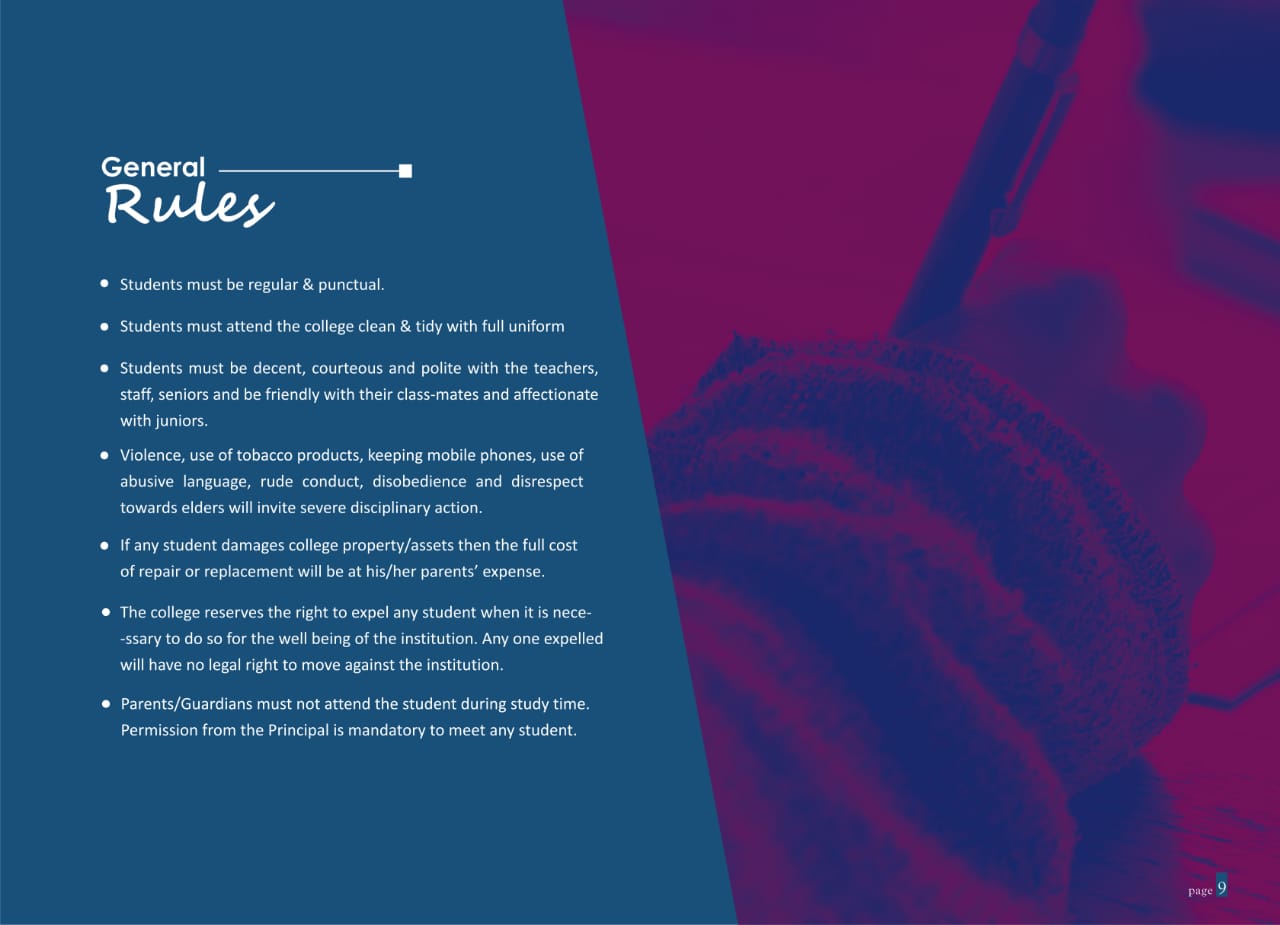 General
Rules
• Students must be regular & punctual.
• Students must attend the college clean & tidy with full uniform
• Students must be decent, courteous and polite with the teachers,
staff, seniors and be friendly with their class-mates and affectionate
with juniors.
• Violence, use of tobacco products, keeping mobile phones, use of
abusive language, rude conduct, disobedience and disrespect
towards elders will invite severe disciplinary action.
• If any student damages college property/assets then the full cost
of repair or replacement will be at his/her parents’ expense.
• The college reserves the right to expel any student when it is nece-
-ssary to do so for the well being of the institution. Any one expelled
will have no legal right to move against the institution.
• Parents/Guardians must not attend the student during study time.
Permission from the Principal is mandatory to meet any student.
page 9